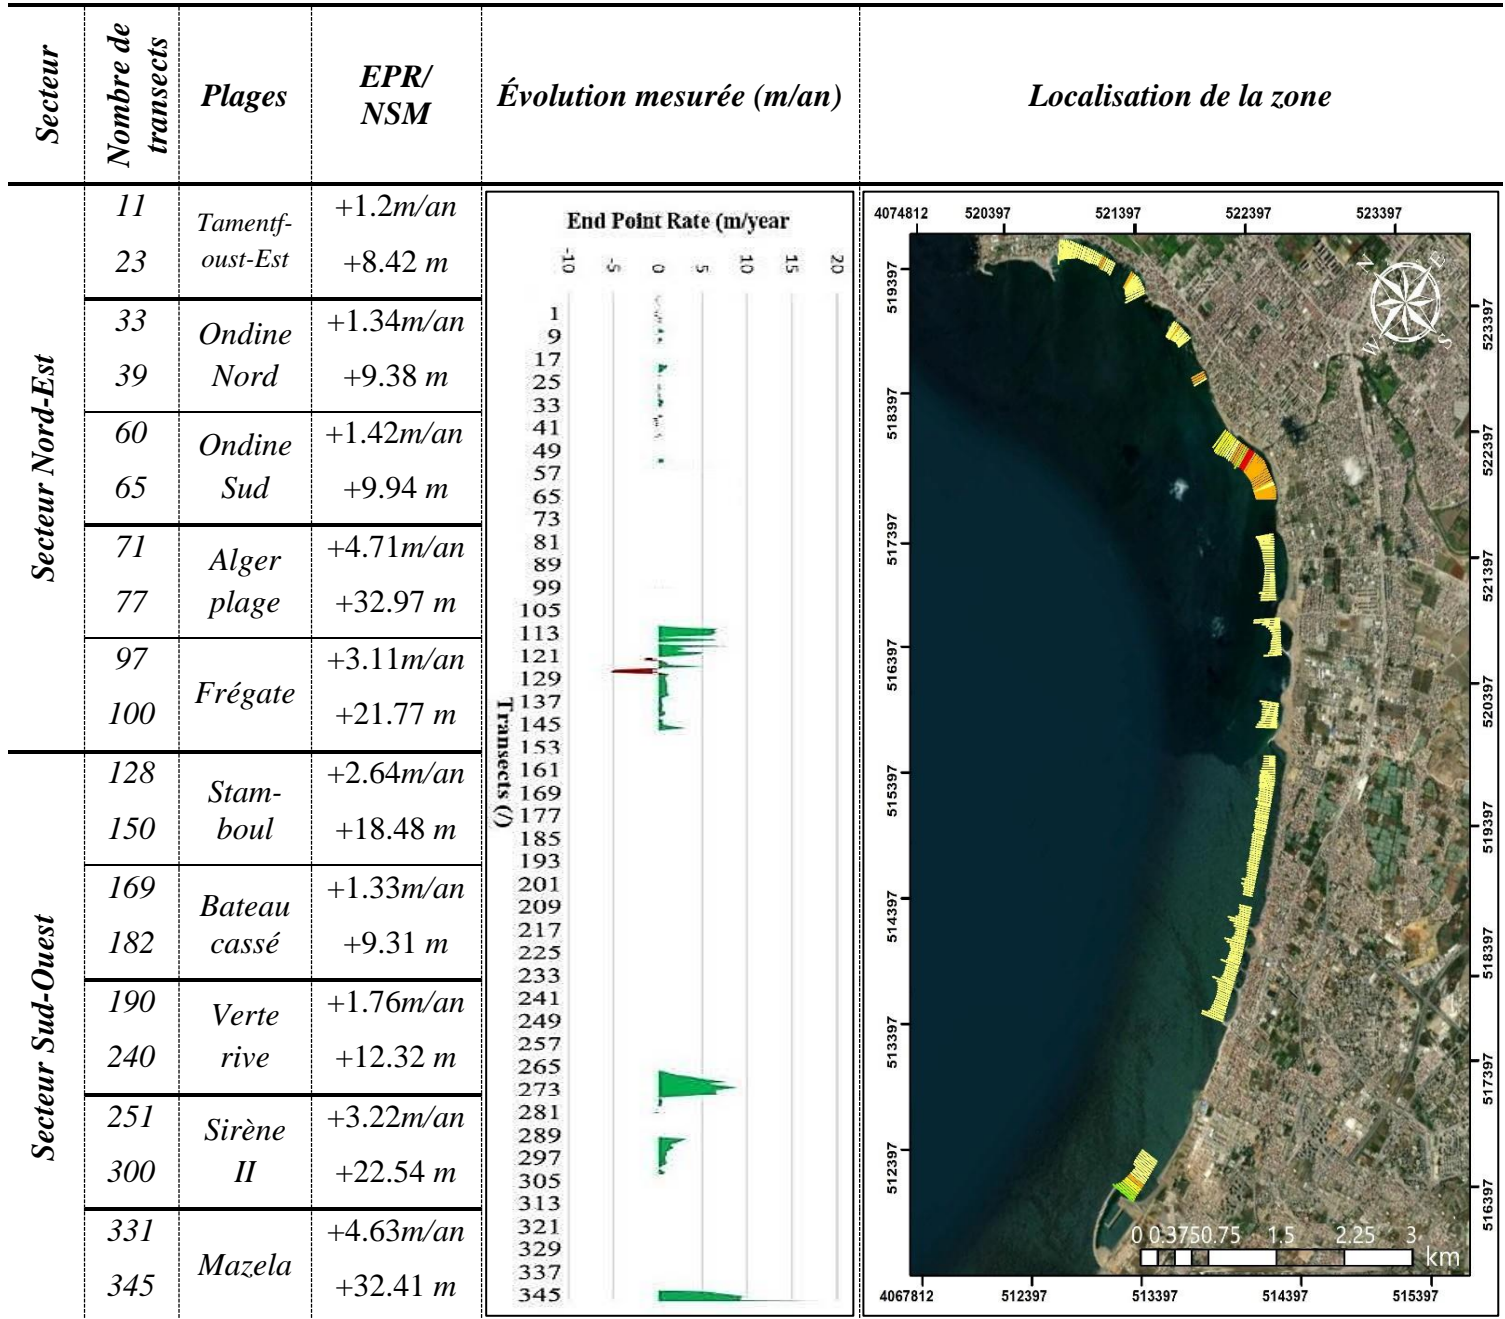 Secteur
Nombre de
transects
Plages
EPR/
NSM
Évolution mesurée (m/an)
Localisation de la zone
Secteur Nord-Est
11
23
Tamentf-
oust-Est
+1.2m/an
+8.42 m
33
39
Ondine
Nord
+1.34m/an
+9.38 m
60
65
Ondine
Sud
+1.42m/an
+9.94 m
71
77
Alger
plage
+4.71m/an
+32.97 m
97
100
Frégate
+3.11m/an
+21.77 m
Secteur Sud-Ouest
128
150
Stam-
boul
+2.64m/an
+18.48 m
169
182
Bateau
cassé
+1.33m/an
+9.31 m
190
240
Verte
rive
+1.76m/an
+12.32 m
251
300
Sirène
II
+3.22m/an
+22.54 m
331
345
Mazela
+4.63m/an
+32.41 m
End Point Rate (m/year
-10 -5 0 5 10 15 20
Transects (/)
1
9
17
25
33
41
49
57
65
73
81
89
99
105
113
121
129
137
145
153
161
169
177
185
193
201
209
217
225
233
241
249
257
265
273
281
289
297
305
313
321
329
337
345
4074812 520397 521397 522397 523397
519397
518397
517397
516397
515397
514397
513397
512397
N E
W S
523397
522397
521397
520397
519397
518397
517397
516397
0 0.3750.75 1.5 2.25 3
km
4067812 512397 513397 514397 515397